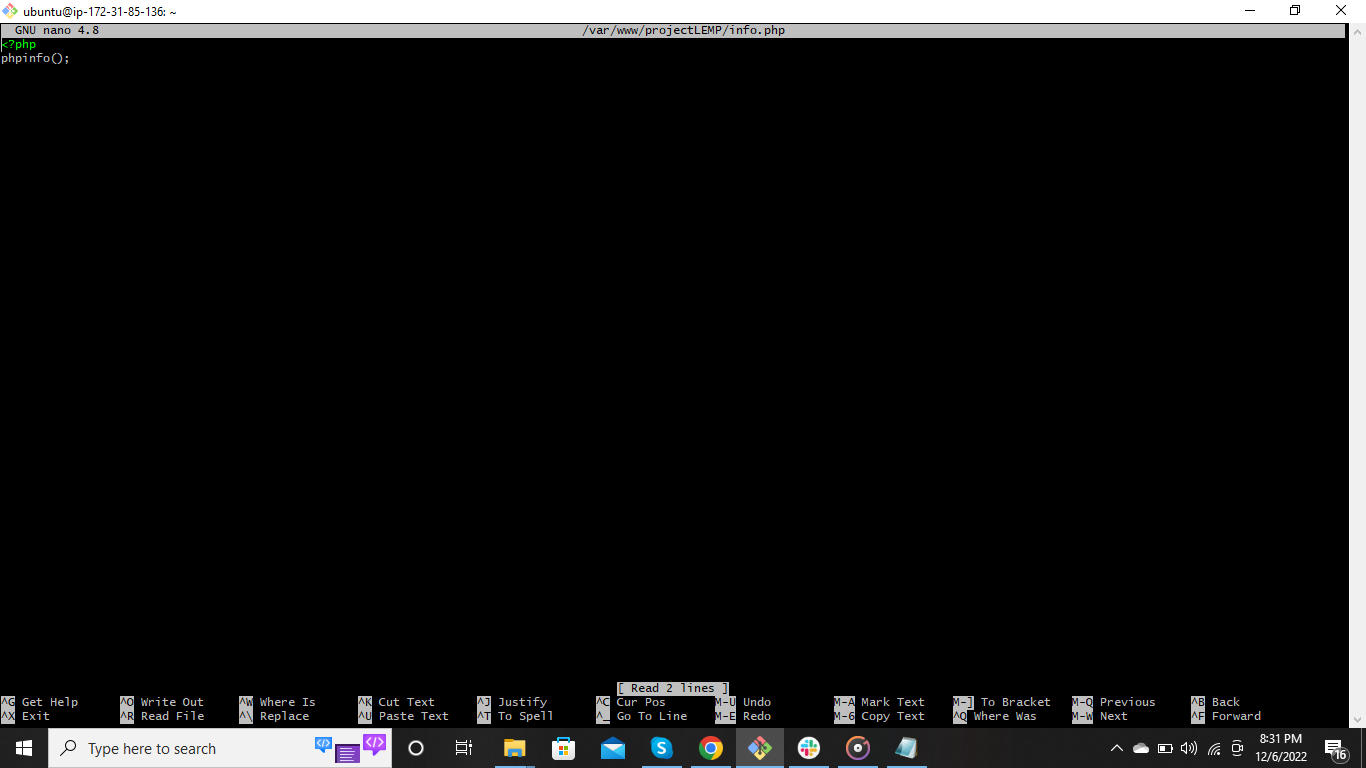 ubuntu@ip-172-31-85-136: ~
GNU nano 4.8 /var/www/projectLEMP/info.php
<?php
phpinfo();
[ Read 2 lines ]
^G Get Help ^O Write Out ^W Where Is ^K Cut Text ^J Justify ^C Cur Pos M-U Undo M-A Mark Text M-] To Bracket M-Q Previous ^B Back
^X Exit ^R Read File ^\ Replace ^U Paste Text ^T To Spell ^_ Go To Line M-E Redo M-6 Copy Text ^Q Where Was M-W Next ^F Forward
Type here to search
8:31 PM
12/6/2022
16